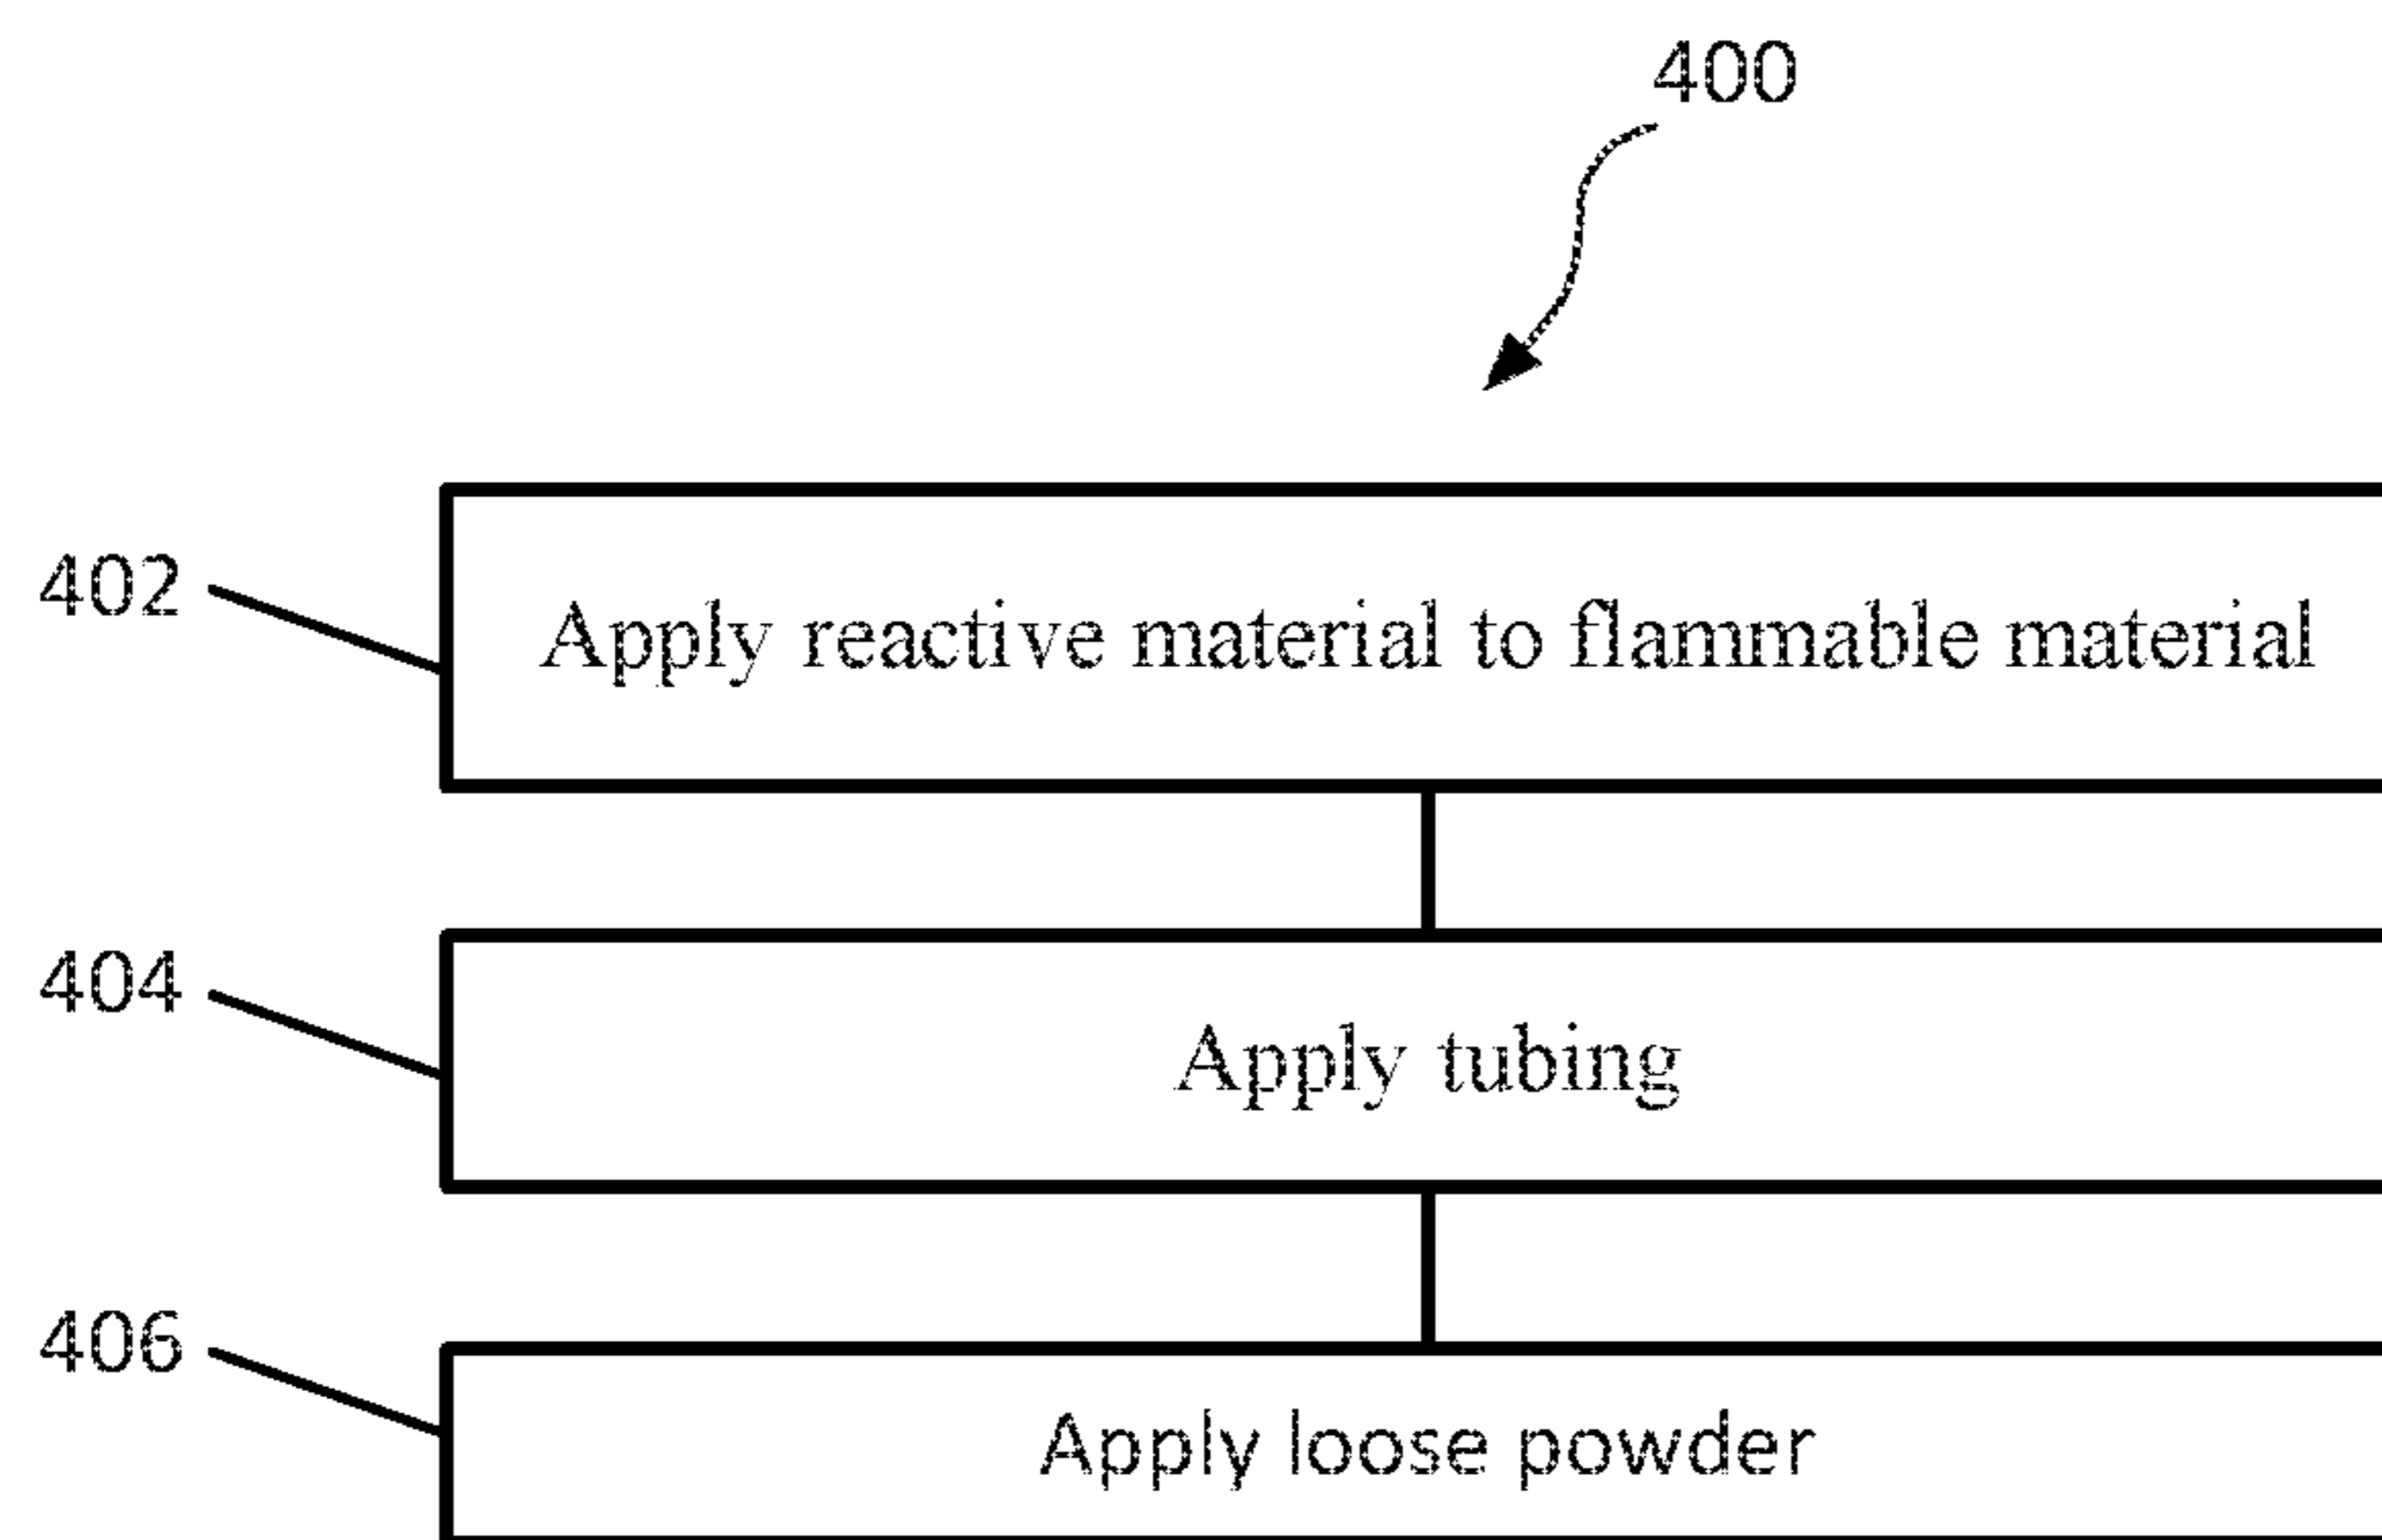 400
402
Apply reactive material to flammable material
404
Apply tubing
406
Apply loose powder